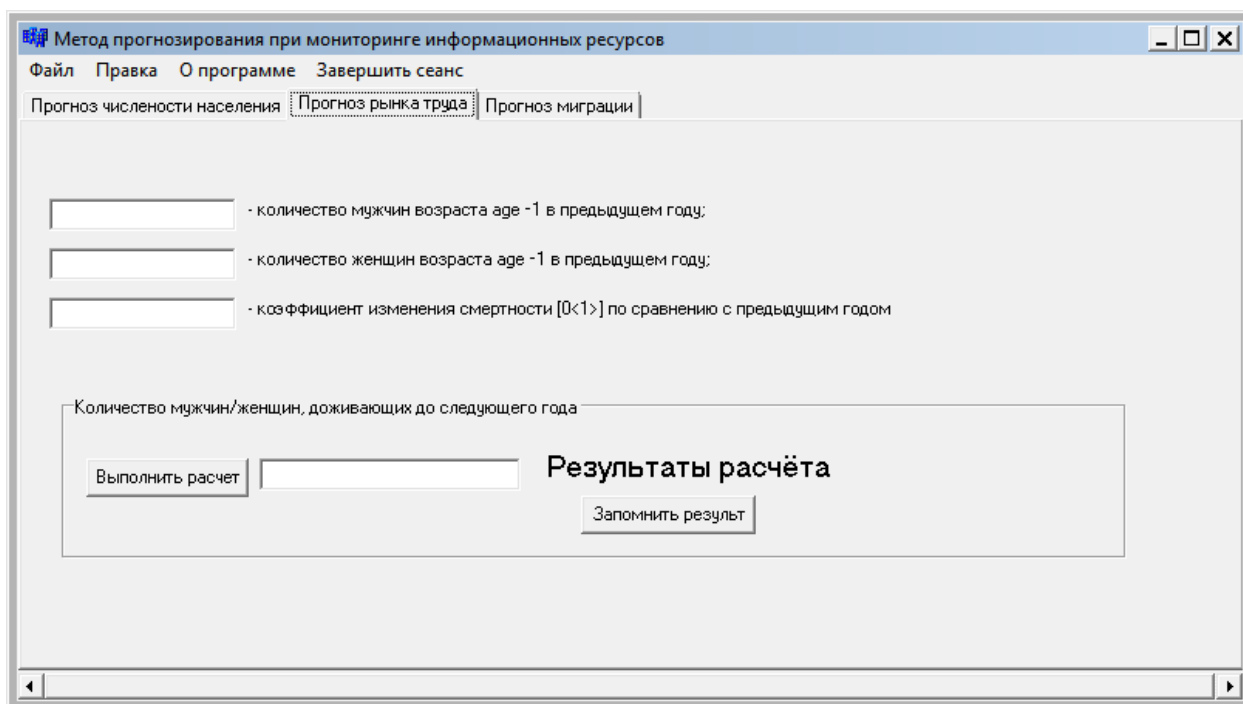 Метод прогнозирования при мониторинге информационных ресурсов
Файл Правка О программе Завершить сеанс
Прогноз числености населения Прогноз рынка труда Прогноз миграции
- количество мужчин возраста age -1 в предыдущем году;
- количество женщин возраста age -1 в предыдущем году;
- коэффициент изменения смертности [0<1>] по сравнению с предыдущим годом
Количество мужчин/женщин, доживающих до следующего года
Выполнить расчет Результаты расчёта
Запомнить результ